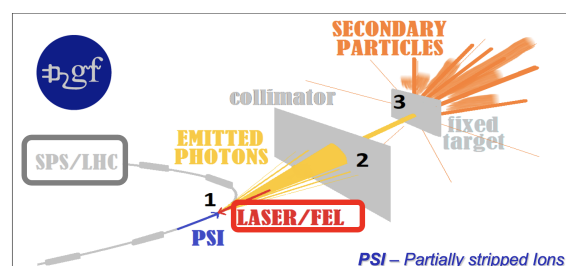 SECONDARY
PARTICLES
collimator
3
fixed
target
EMITTED
PHOTONS
2
SPS/LHC
1
LASER/FEL
PSI
PSI – Partially stripped Ions